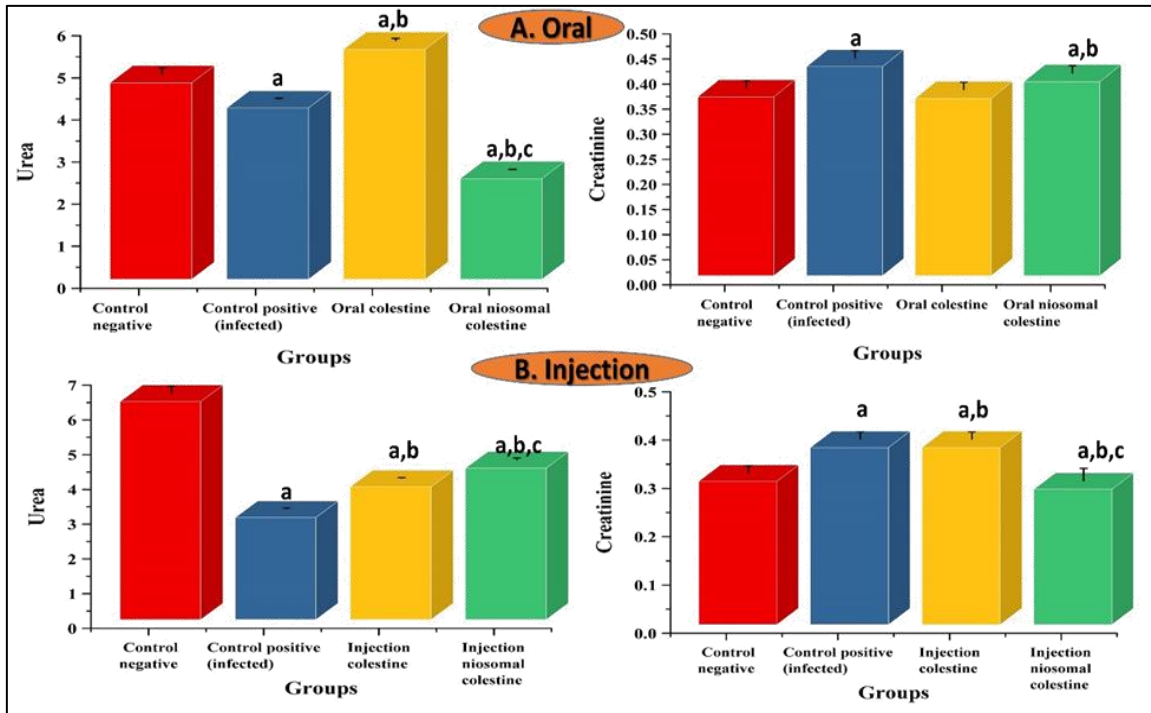 A. Oral
Urea
6
5
4
3
2
1
0
a
a,b
a,b,c
Control
negative
Control positive
(infected)
Oral colestine
Oral niosomal
colestine
Groups
Creatinine
0.50
0.45
0.40
0.35
0.30
0.25
0.20
0.15
0.10
0.05
0.00
a
a,b
Control
negative
Control positive
(infected)
Oral colestine
Oral niosomal
colestine
Groups
B. Injection
Urea
7
6
5
4
3
2
1
0
a
a,b
a,b,c
Control
negative
Control positive
(infected)
Injection
colestine
Injection
niosomal
colestine
Groups
Creatinine
0.5
0.4
0.3
0.2
0.1
0.0
a
a,b
a,b,c
Control
negative
Control positive
(infected)
Injection
colestine
Injection
niosomal
colestine
Groups